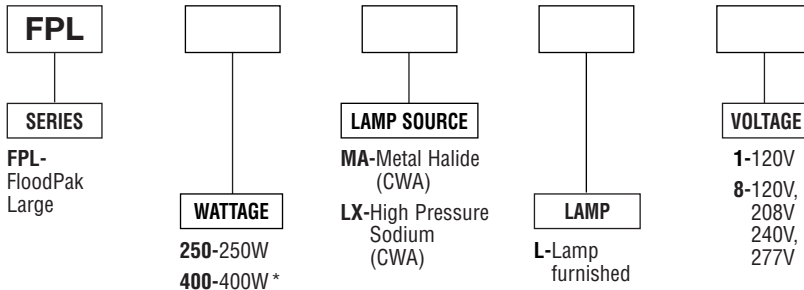 FPL
SERIES
FPL-
FloodPak
Large
WATTAGE
250-250W
400-400W*
LAMP SOURCE
MA-Metal Halide
(CWA)
LX-High Pressure
Sodium
(CWA)
LAMP
L-Lamp
furnished
VOLTAGE
1-120V
8-120V,
208V
240V,
277V